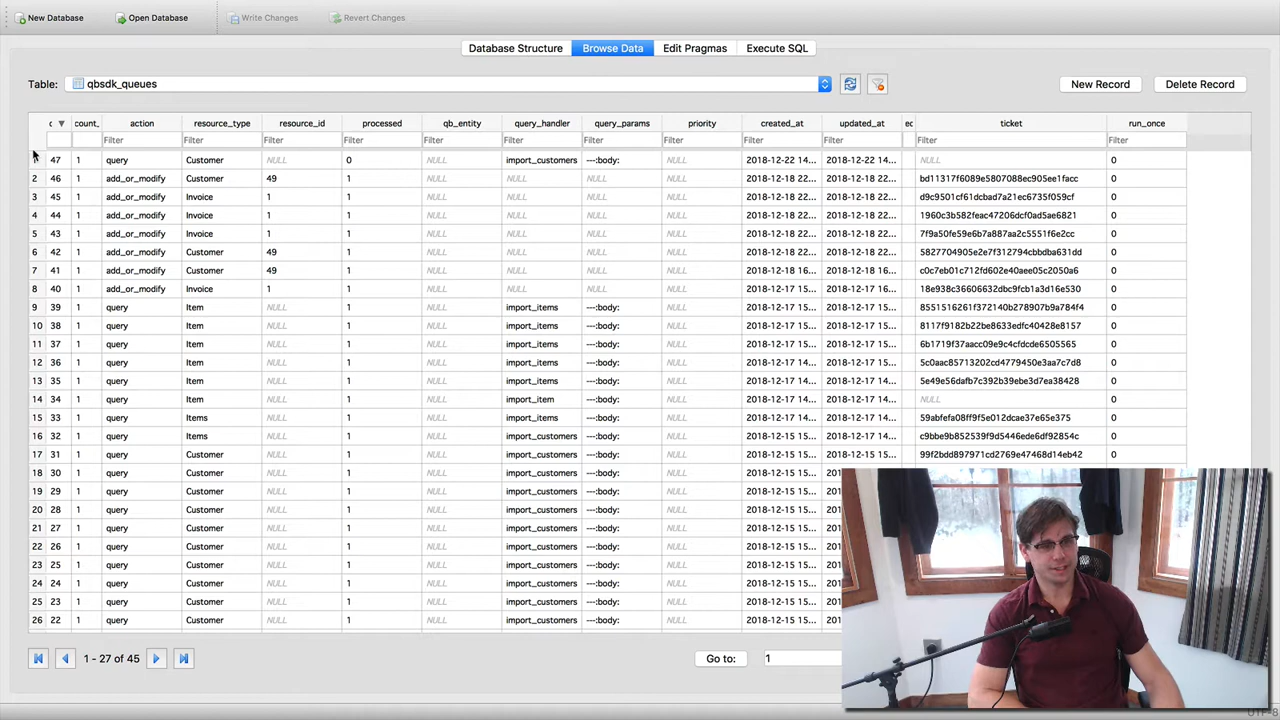 New Database Open Database Write Changes Revert Changes
Database Structure Browse Data Edit Pragmas Execute SQL
Table: qbsdk_queues New Record Delete Record
c count_ action resource_type resource_id processed qb_entity query_handler query_params priority created_at updated_at ec ticket run_once
Filter Filter Filter Filter Filter Filter Filter Filter Filter Filter Filter Filter
47 1 query Customer NULL 0 NULL import_customers ---:body: NULL 2018-12-22 14... 2018-12-22 14... NULL 0
2 46 1 add_or_modify Customer 49 1 NULL NULL NULL NULL 2018-12-18 22... 2018-12-18 22... bd11317f6089e5807088ec905ee1facc 0
3 45 1 add_or_modify Invoice 1 1 NULL NULL NULL NULL 2018-12-18 22... 2018-12-18 22... d9c9501cf61dcbad7a21ec6735f059cf 0
4 44 1 add_or_modify Invoice 1 1 NULL NULL NULL NULL 2018-12-18 22... 2018-12-18 22... 1960c3b582feac47206dcf0ad5ae6821 0
5 43 1 add_or_modify Invoice 1 1 NULL NULL NULL NULL 2018-12-18 22... 2018-12-18 22... 7f9a50fe59e6b7a887aa2c5551f6e2cc 0
6 42 1 add_or_modify Customer 49 1 NULL NULL NULL NULL 2018-12-18 22... 2018-12-18 22... 5827704905e2e7f312794cbbdba631dd 0
7 41 1 add_or_modify Customer 49 1 NULL NULL NULL NULL 2018-12-18 16... 2018-12-18 16... c0c7eb01c712fd602e40aee05c2050a6 0
8 40 1 add_or_modify Invoice 1 1 NULL NULL NULL NULL 2018-12-17 15... 2018-12-18 16... 18e938c36606632dbc9fcb1a3d16e530 0
9 39 1 query Item NULL 1 NULL import_items ---:body: NULL 2018-12-17 15... 2018-12-17 15... 8551516261f372140b278907b9a784f4 0
10 38 1 query Item NULL 1 NULL import_items ---:body: NULL 2018-12-17 15... 2018-12-17 15... 8117f9182b22be8633edfc40428e8157 0
11 37 1 query Item NULL 1 NULL import_items ---:body: NULL 2018-12-17 15... 2018-12-17 15... 6b1719f37aacc09e9c4cfdcde6505565 0
12 36 1 query Item NULL 1 NULL import_items ---:body: NULL 2018-12-17 14... 2018-12-17 15... 5c0aac85713202cd4779450e3aa7c7d8 0
13 35 1 query Item NULL 1 NULL import_items ---:body: NULL 2018-12-17 14... 2018-12-17 14... 5e49e56dafb7c392b39ebe3d7ea38428 0
14 34 1 query Item NULL 1 NULL import_item ---:body: NULL 2018-12-17 14... 2018-12-17 14... NULL 0
15 33 1 query Items NULL 1 NULL import_items ---:body: NULL 2018-12-17 14... 2018-12-17 14... 59abfefa08ff9f5e012dcae37e65e375 0
16 32 1 query Items NULL 1 NULL import_customers ---:body: NULL 2018-12-15 15... 2018-12-17 14... c9bbe9b852539f9d5446ede6df92854c 0
17 31 1 query Customer NULL 1 NULL import_customers ---:body: NULL 2018-12-15 15... 2018-12-15 15... 99f2bdd897971cd2769e47468d14eb42 0
18 30 1 query Customer NULL 1 NULL import_customers ---:body: NULL 2018-12-15 15...
19 29 1 query Customer NULL 1 NULL import_customers ---:body: NULL 2018-12-15 15...
20 28 1 query Customer NULL 1 NULL import_customers ---:body: NULL 2018-12-15 15...
21 27 1 query Customer NULL 1 NULL import_customers ---:body: NULL 2018-12-15 15...
22 26 1 query Customer NULL 1 NULL import_customers ---:body: NULL 2018-12-15 15...
23 25 1 query Customer NULL 1 NULL import_customers ---:body: NULL 2018-12-15 15...
24 24 1 query Customer NULL 1 NULL import_customers ---:body: NULL 2018-12-15 15...
25 23 1 query Customer NULL 1 NULL import_customers ---:body: NULL 2018-12-15 15...
26 22 1 query Customer NULL 1 NULL import_customers ---:body: NULL 2018-12-15 15...
1 - 27 of 45 Go to: 1
UTF-8